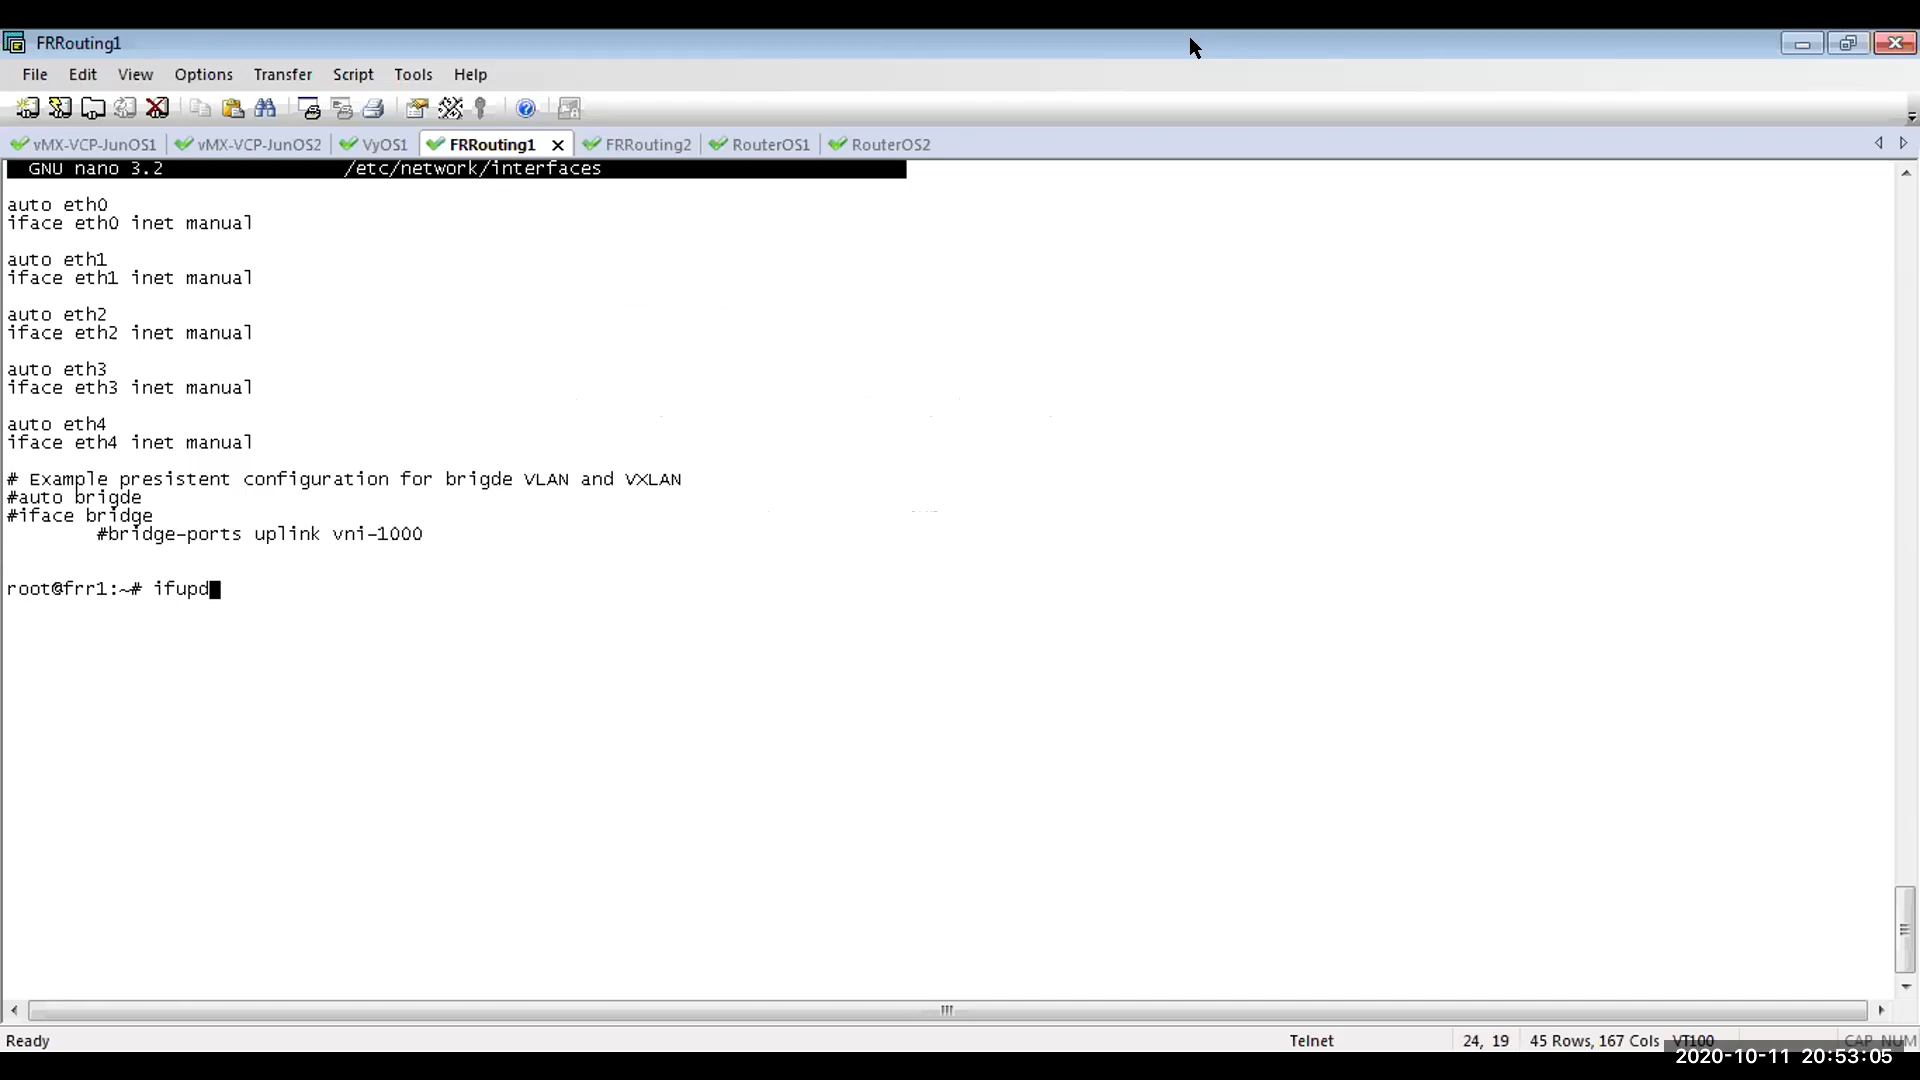 FRRouting1
File Edit View Options Transfer Script Tools Help
vMX-VCP-JunOS1 vMX-VCP-JunOS2 VyOS1 FRRouting1 FRRouting2 RouterOS1 RouterOS2
GNU nano 3.2 /etc/network/interfaces
auto eth0
iface eth0 inet manual
auto eth1
iface eth1 inet manual
auto eth2
iface eth2 inet manual
auto eth3
iface eth3 inet manual
auto eth4
iface eth4 inet manual
# Example presistent configuration for brigde VLAN and VXLAN
#auto brigde
#iface bridge
#bridge-ports uplink vni-1000
root@frr1:~# ifupd
Ready Telnet 24, 19 45 Rows, 167 Cols VT100 CAP NUM
2020-10-11 20:53:05